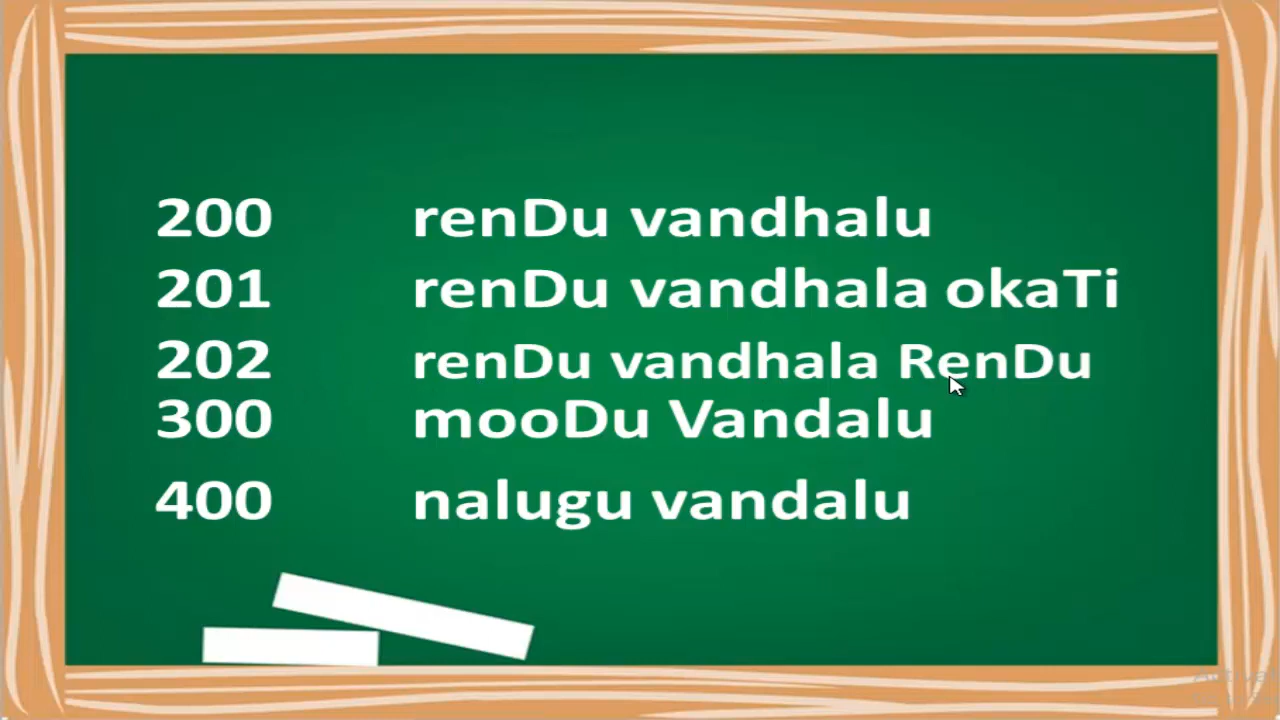 200 renDu vandhalu
201 renDu vandhala okaTi
202 renDu vandhala RenDu
300 mooDu Vandalu
400 nalugu vandalu